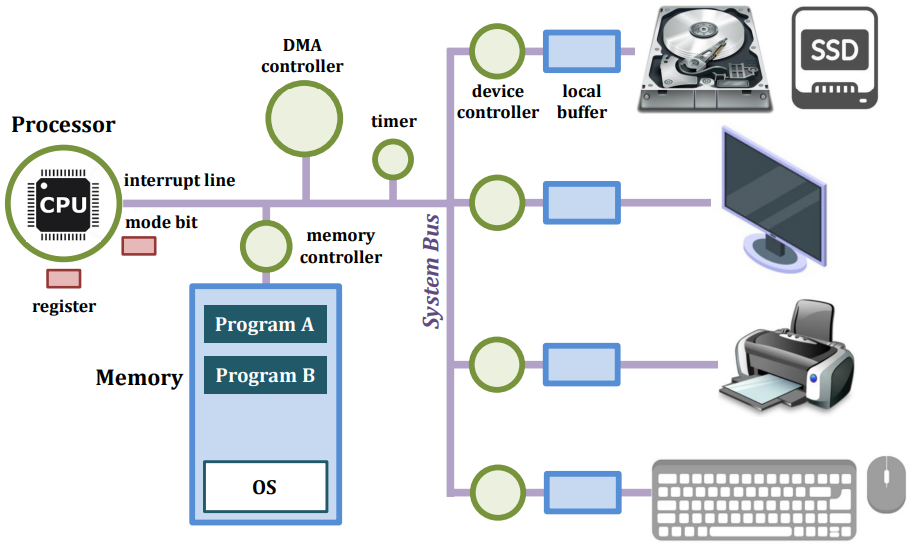 DMA
controller
device
controller
local
buffer
SSD
Processor
timer
CPU
interrupt line
mode bit
register
memory
controller
System Bus
Memory
Program A
Program B
OS